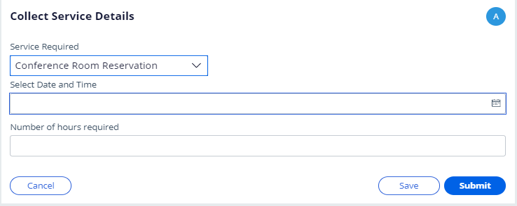 Collect Service Details
A
Service Required
Conference Room Reservation
Select Date and Time
Number of hours required
Cancel
Save
Submit